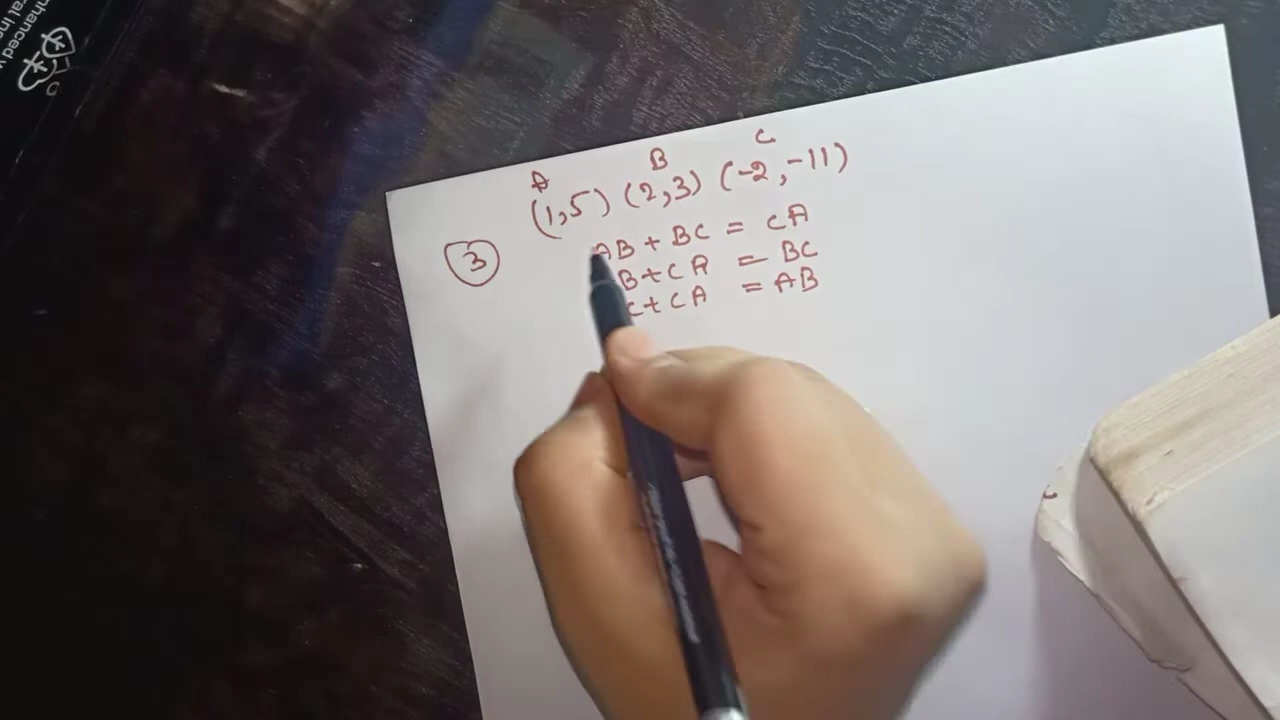 A B C
(1,5) (2,3) (-2,-11)
3
AB + BC = CA
B + CA = BC
C + CA = AB